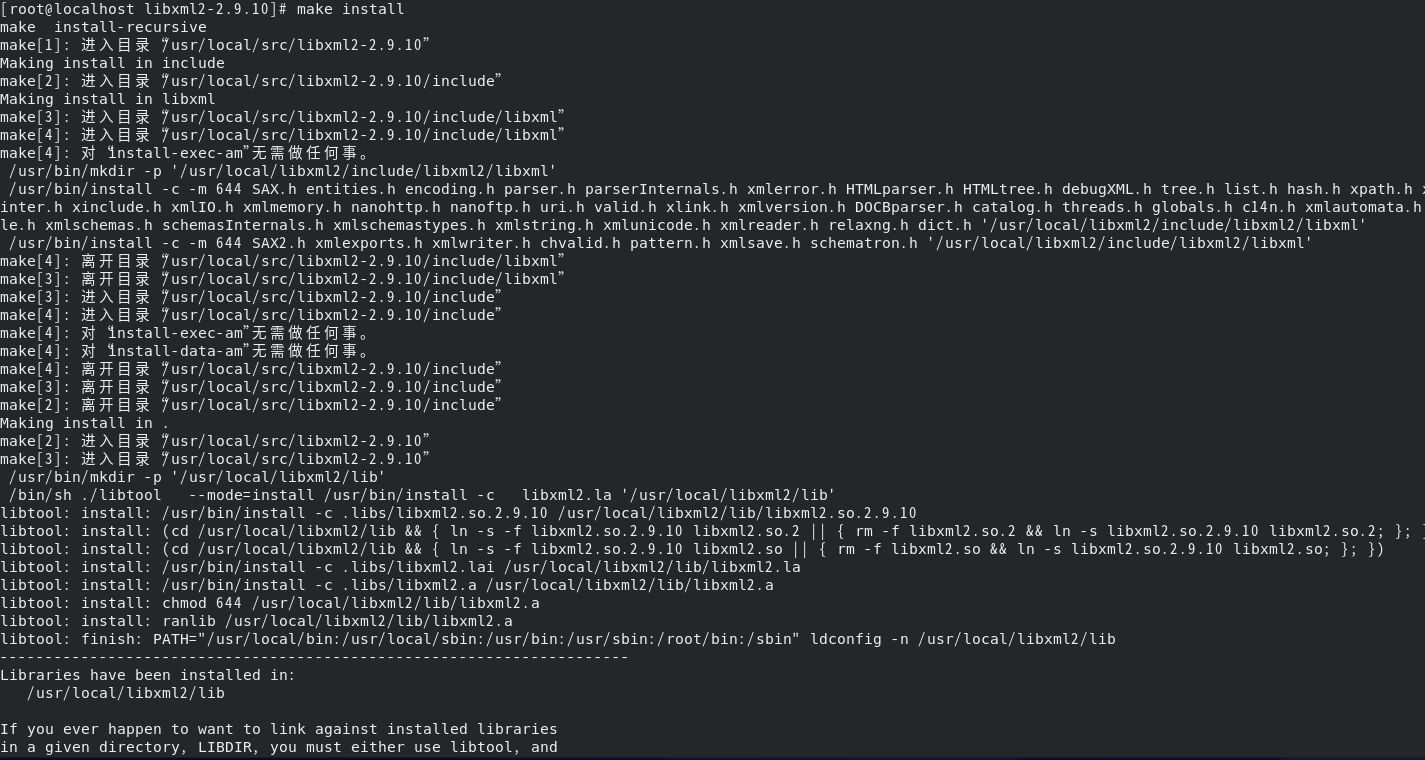 [root@localhost libxml2-2.9.10]# make install
make  install-recursive
make[1]: 进入目录“/usr/local/src/libxml2-2.9.10”
Making install in include
make[2]: 进入目录“/usr/local/src/libxml2-2.9.10/include”
Making install in libxml
make[3]: 进入目录“/usr/local/src/libxml2-2.9.10/include/libxml”
make[4]: 进入目录“/usr/local/src/libxml2-2.9.10/include/libxml”
make[4]: 对“install-exec-am”无需做任何事。
 /usr/bin/mkdir -p '/usr/local/libxml2/include/libxml2/libxml'
 /usr/bin/install -c -m 644 SAX.h entities.h encoding.h parser.h parserInternals.h xmlerror.h HTMLparser.h HTMLtree.h debugXML.h tree.h list.h hash.h xpath.h
inter.h xinclude.h xmlIO.h xmlmemory.h nanohttp.h nanoftp.h uri.h valid.h xlink.h xmlversion.h DOCBparser.h catalog.h threads.h globals.h c14n.h xmlautomata.h
le.h xmlschemas.h schemasInternals.h xmlschemastypes.h xmlstring.h xmlunicode.h xmlreader.h relaxng.h dict.h '/usr/local/libxml2/include/libxml2/libxml'
 /usr/bin/install -c -m 644 SAX2.h xmlexports.h xmlwriter.h chvalid.h pattern.h xmlsave.h schematron.h '/usr/local/libxml2/include/libxml2/libxml'
make[4]: 离开目录“/usr/local/src/libxml2-2.9.10/include/libxml”
make[3]: 离开目录“/usr/local/src/libxml2-2.9.10/include/libxml”
make[3]: 进入目录“/usr/local/src/libxml2-2.9.10/include”
make[4]: 进入目录“/usr/local/src/libxml2-2.9.10/include”
make[4]: 对“install-exec-am”无需做任何事。
make[4]: 对“install-data-am”无需做任何事。
make[4]: 离开目录“/usr/local/src/libxml2-2.9.10/include”
make[3]: 离开目录“/usr/local/src/libxml2-2.9.10/include”
make[2]: 离开目录“/usr/local/src/libxml2-2.9.10/include”
Making install in .
make[2]: 进入目录“/usr/local/src/libxml2-2.9.10”
make[3]: 进入目录“/usr/local/src/libxml2-2.9.10”
 /usr/bin/mkdir -p '/usr/local/libxml2/lib'
 /bin/sh ./libtool   --mode=install /usr/bin/install -c   libxml2.la '/usr/local/libxml2/lib'
libtool: install: /usr/bin/install -c .libs/libxml2.so.2.9.10 /usr/local/libxml2/lib/libxml2.so.2.9.10
libtool: install: (cd /usr/local/libxml2/lib && { ln -s -f libxml2.so.2.9.10 libxml2.so.2 || { rm -f libxml2.so.2 && ln -s libxml2.so.2.9.10 libxml2.so.2; }; }
libtool: install: (cd /usr/local/libxml2/lib && { ln -s -f libxml2.so.2.9.10 libxml2.so || { rm -f libxml2.so && ln -s libxml2.so.2.9.10 libxml2.so; }; })
libtool: install: /usr/bin/install -c .libs/libxml2.lai /usr/local/libxml2/lib/libxml2.la
libtool: install: /usr/bin/install -c .libs/libxml2.a /usr/local/libxml2/lib/libxml2.a
libtool: install: chmod 644 /usr/local/libxml2/lib/libxml2.a
libtool: install: ranlib /usr/local/libxml2/lib/libxml2.a
libtool: finish: PATH="/usr/local/bin:/usr/local/sbin:/usr/bin:/usr/sbin:/root/bin:/sbin" ldconfig -n /usr/local/libxml2/lib
----------------------------------------------------------------------
Libraries have been installed in:
   /usr/local/libxml2/lib

If you ever happen to want to link against installed libraries
in a given directory, LIBDIR, you must either use libtool, and